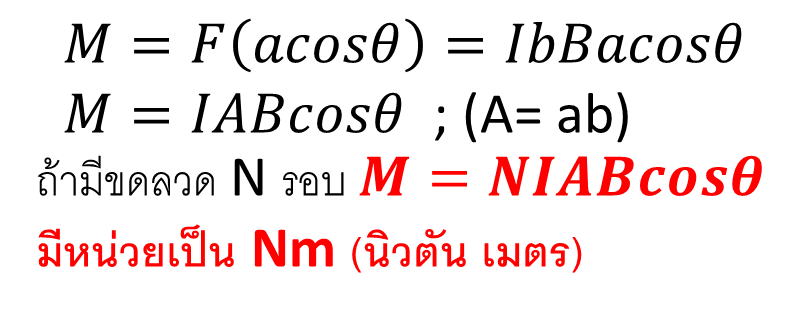 M = F(acosθ) = IbBacosθ
M = IABcosθ ; (A= ab)
ถ้ามีขดลวด N รอบ M = NIABcosθ
มีหน่วยเป็น Nm (นิวตัน เมตร)